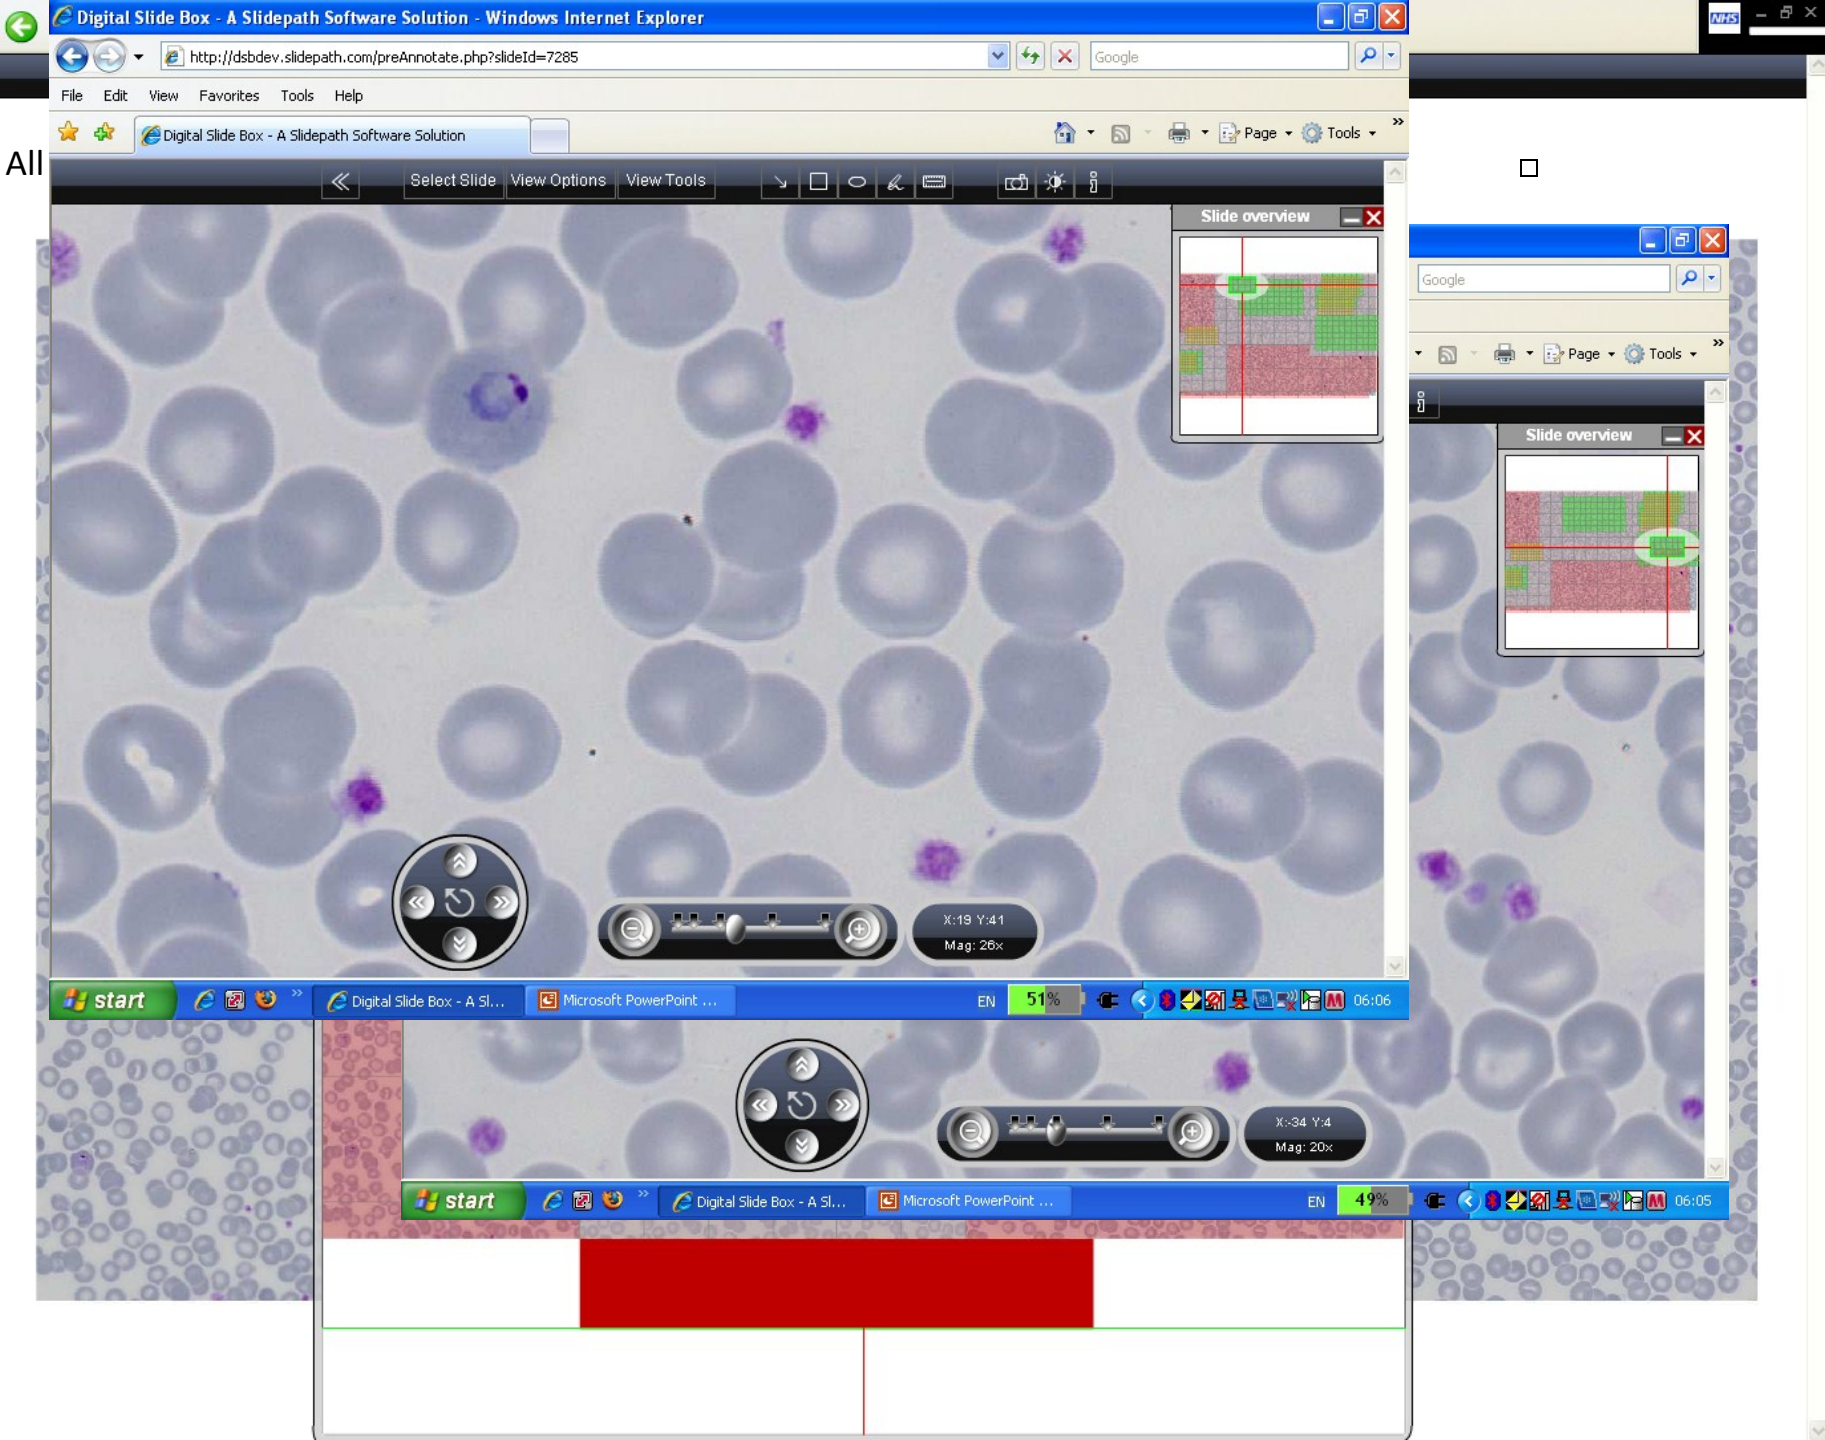 Digital Slide Box - A Slidepath Software Solution - Windows Internet Explorer
NHS
http://dsbdev.slidepath.com/preAnnotate.php?slideId=7285
Google
File Edit View Favorites Tools Help
Digital Slide Box - A Slidepath Software Solution
Page Tools
All
Select Slide View Options View Tools
Slide overview
Google
Page Tools
Slide overview
X:19 Y:41
Mag: 26x
start
Digital Slide Box - A Sl...
Microsoft PowerPoint ...
EN
51%
06:06
X:-34 Y:4
Mag: 20x
start
Digital Slide Box - A Sl...
Microsoft PowerPoint ...
EN
49%
06:05